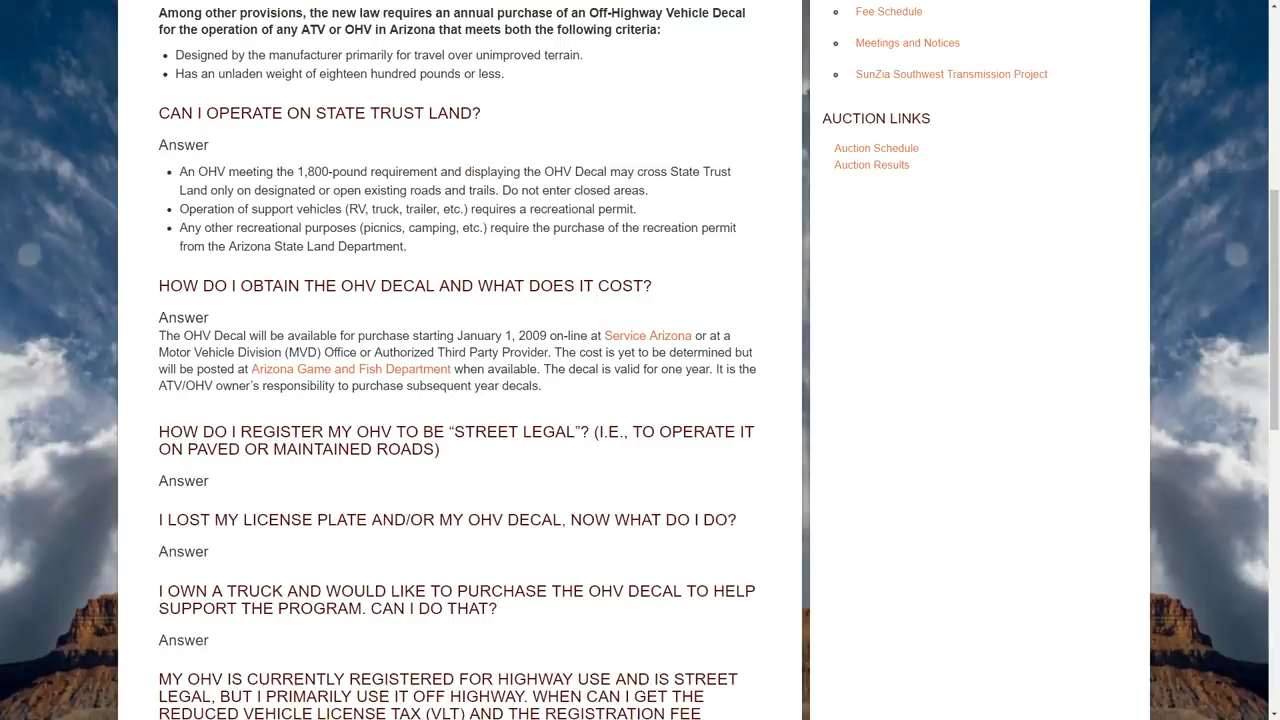 Among other provisions, the new law requires an annual purchase of an Off-Highway Vehicle Decal
for the operation of any ATV or OHV in Arizona that meets both the following criteria:
Designed by the manufacturer primarily for travel over unimproved terrain.
Has an unladen weight of eighteen hundred pounds or less.
CAN I OPERATE ON STATE TRUST LAND?
Answer
An OHV meeting the 1,800-pound requirement and displaying the OHV Decal may cross State Trust
Land only on designated or open existing roads and trails. Do not enter closed areas.
Operation of support vehicles (RV, truck, trailer, etc.) requires a recreational permit.
Any other recreational purposes (picnics, camping, etc.) require the purchase of the recreation permit
from the Arizona State Land Department.
HOW DO I OBTAIN THE OHV DECAL AND WHAT DOES IT COST?
Answer
The OHV Decal will be available for purchase starting January 1, 2009 on-line at Service Arizona or at a
Motor Vehicle Division (MVD) Office or Authorized Third Party Provider. The cost is yet to be determined but
will be posted at Arizona Game and Fish Department when available. The decal is valid for one year. It is the
ATV/OHV owner’s responsibility to purchase subsequent year decals.
HOW DO I REGISTER MY OHV TO BE “STREET LEGAL”? (I.E., TO OPERATE IT
ON PAVED OR MAINTAINED ROADS)
Answer
I LOST MY LICENSE PLATE AND/OR MY OHV DECAL, NOW WHAT DO I DO?
Answer
I OWN A TRUCK AND WOULD LIKE TO PURCHASE THE OHV DECAL TO HELP
SUPPORT THE PROGRAM. CAN I DO THAT?
Answer
MY OHV IS CURRENTLY REGISTERED FOR HIGHWAY USE AND IS STREET
LEGAL, BUT I PRIMARILY USE IT OFF HIGHWAY. WHEN CAN I GET THE
REDUCED VEHICLE LICENSE TAX (VLT) AND THE REGISTRATION FEE
Fee Schedule
Meetings and Notices
SunZia Southwest Transmission Project
AUCTION LINKS
Auction Schedule
Auction Results